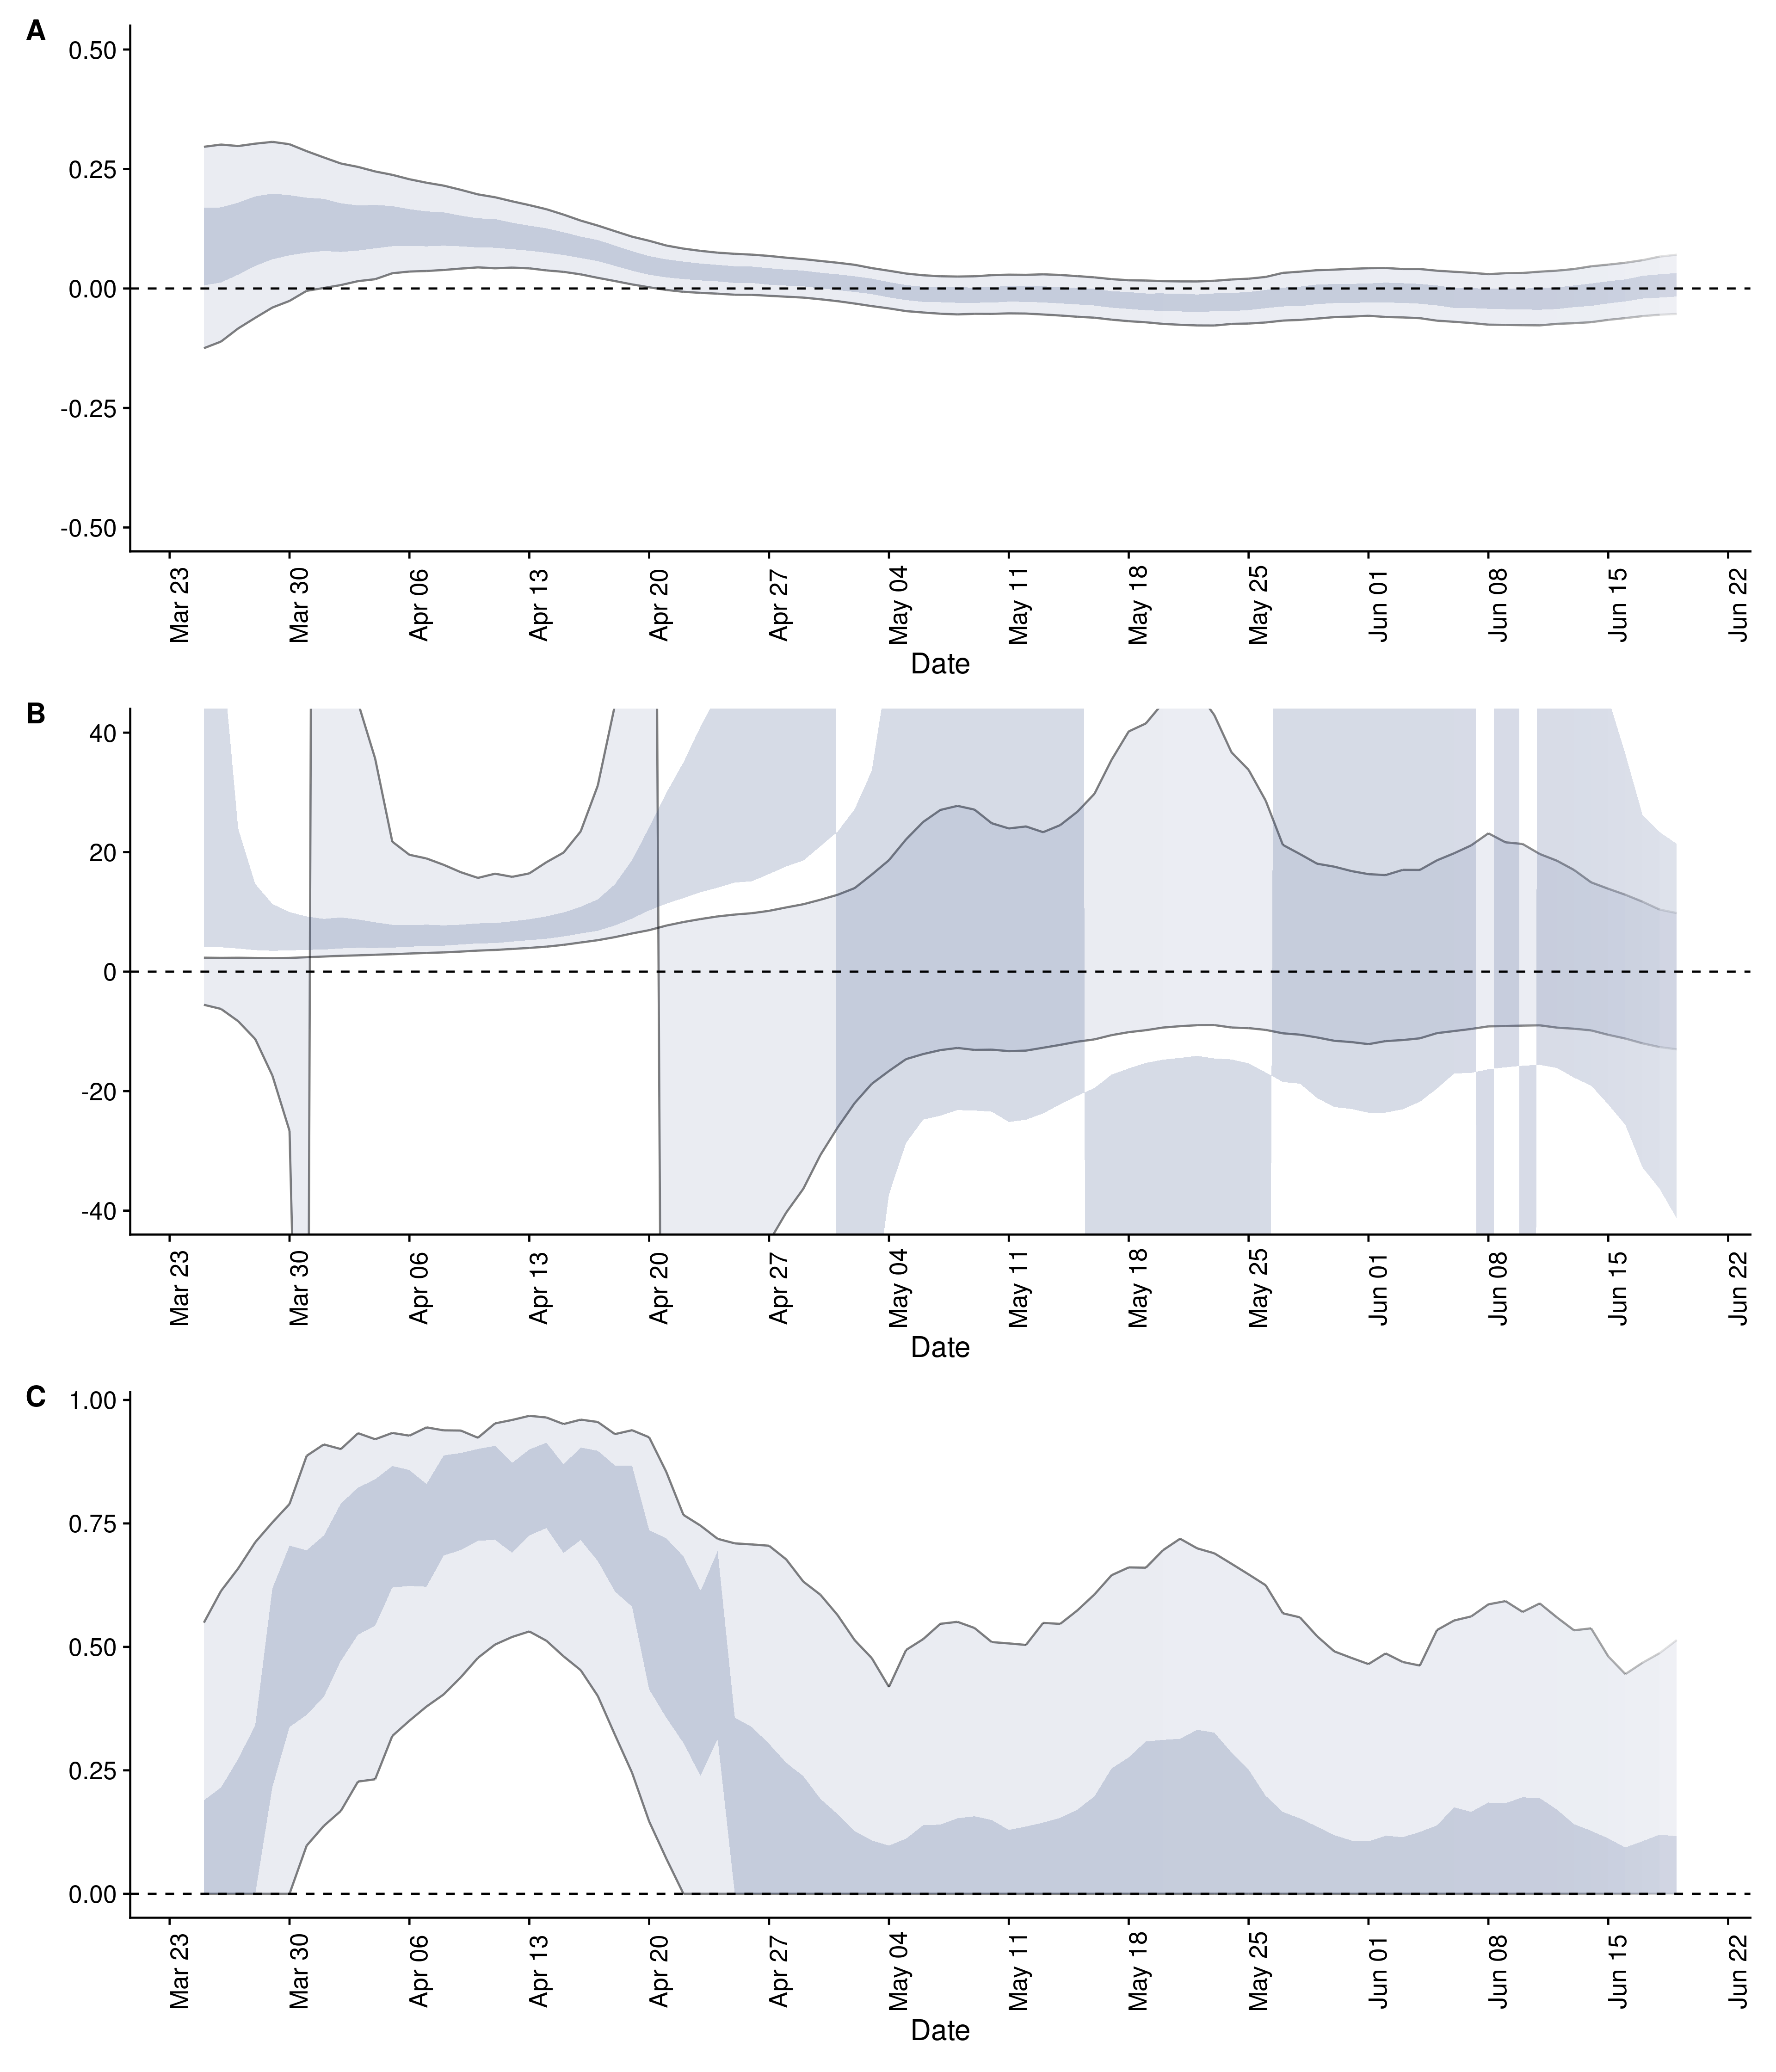 A
0.50
0.25
0.00
-0.25
-0.50
Mar 23
Mar 30
Apr 06
Apr 13
Apr 20
Apr 27
May 04
May 11
May 18
May 25
Jun 01
Jun 08
Jun 15
Jun 22
Date
B
40
20
0
-20
-40
Mar 23
Mar 30
Apr 06
Apr 13
Apr 20
Apr 27
May 04
May 11
May 18
May 25
Jun 01
Jun 08
Jun 15
Jun 22
Date
C
1.00
0.75
0.50
0.25
0.00
Mar 23
Mar 30
Apr 06
Apr 13
Apr 20
Apr 27
May 04
May 11
May 18
May 25
Jun 01
Jun 08
Jun 15
Jun 22
Date